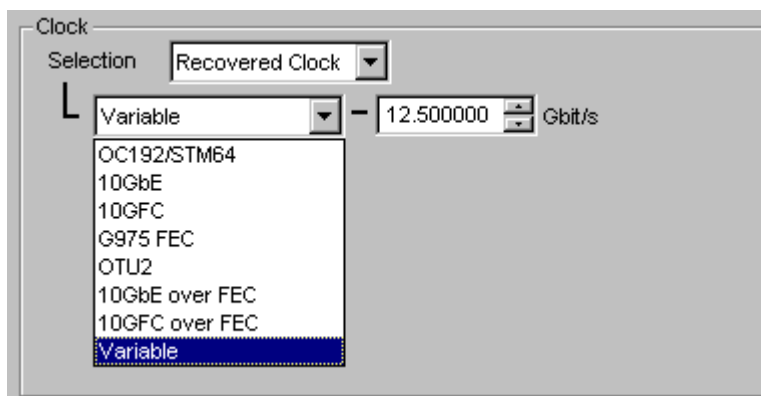 Clock
Selection Recovered Clock
Variable 12.500000 Gbit/s
OC192/STM64
10GbE
10GFC
G975 FEC
OTU2
10GbE over FEC
10GFC over FEC
Variable